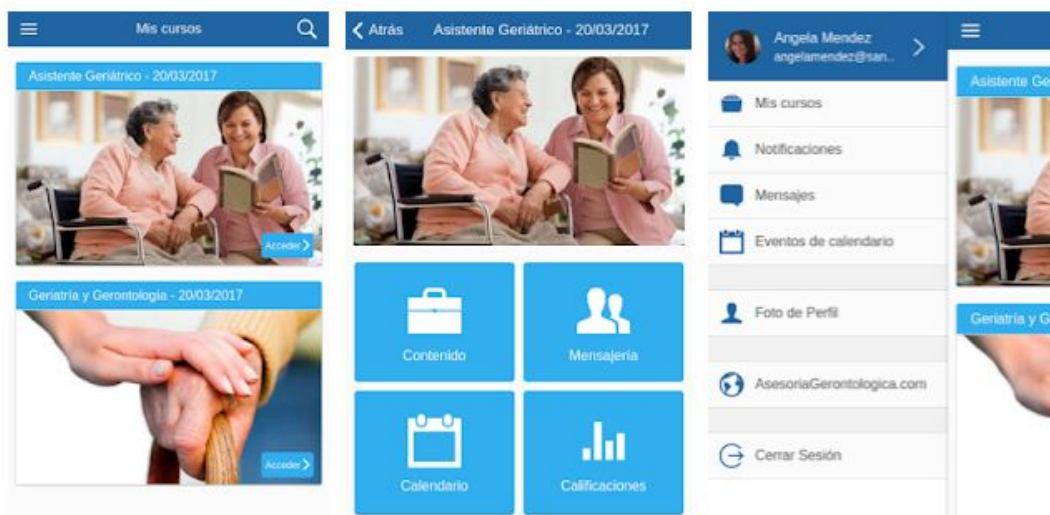 Mis cursos
Asistente Geriátrico - 20/03/2017
Acceder
Geriatría y Gerontología - 20/03/2017
Acceder
Atrás
Asistente Geriátrico - 20/03/2017
Contenido
Mensajería
Calendario
Calificaciones
Angela Mendez
angelamendez@san..
Mis cursos
Notificaciones
Mensajes
Eventos de calendario
Foto de Perfil
AsesoriaGerontologica.com
Cerrar Sesión
Asistente Ge
Geriatría y G